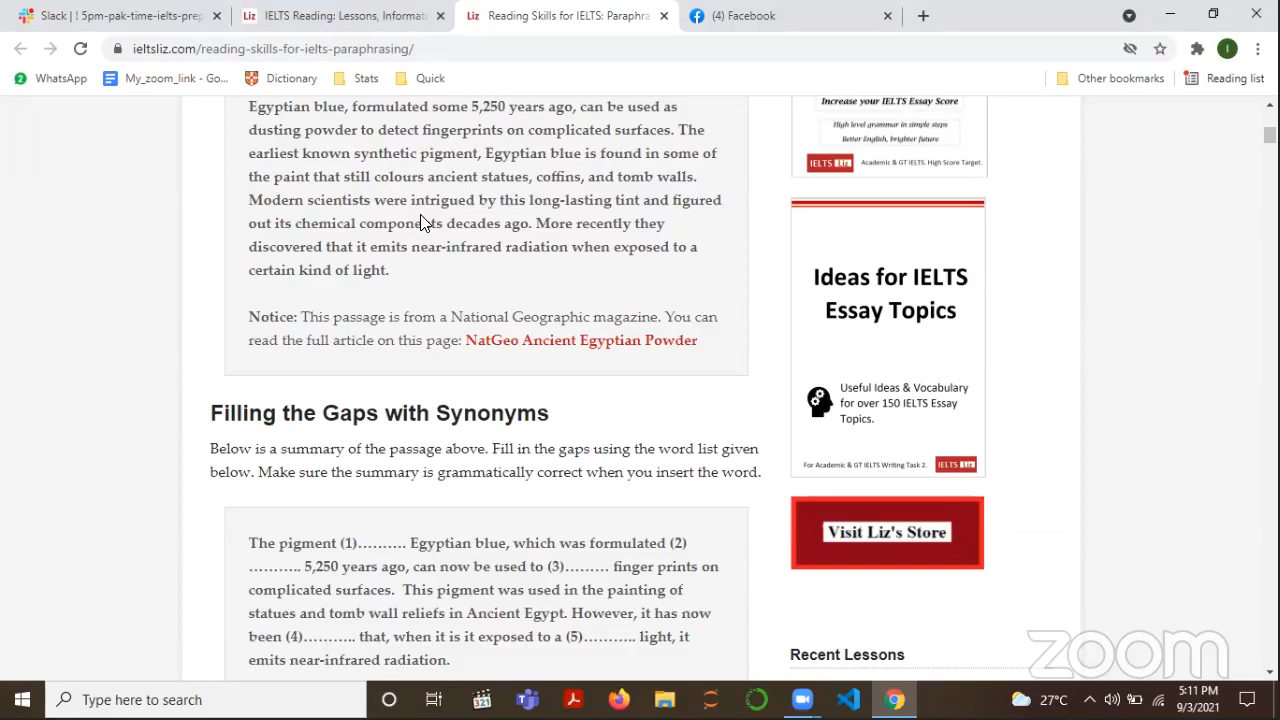 Slack | ! 5pm-pak-time-ielts-prep
Liz IELTS Reading: Lessons, Informat
Liz Reading Skills for IELTS: Paraphra
(4) Facebook
ieltsliz.com/reading-skills-for-ielts-paraphrasing/
I
2 WhatsApp
My_zoom_link - Go...
Dictionary
Stats
Quick
Other bookmarks
Reading list
Egyptian blue, formulated some 5,250 years ago, can be used as
dusting powder to detect fingerprints on complicated surfaces. The
earliest known synthetic pigment, Egyptian blue is found in some of
the paint that still colours ancient statues, coffins, and tomb walls.
Modern scientists were intrigued by this long-lasting tint and figured
out its chemical components decades ago. More recently they
discovered that it emits near-infrared radiation when exposed to a
certain kind of light.
Notice: This passage is from a National Geographic magazine. You can
read the full article on this page: NatGeo Ancient Egyptian Powder
Filling the Gaps with Synonyms
Below is a summary of the passage above. Fill in the gaps using the word list given
below. Make sure the summary is grammatically correct when you insert the word.
The pigment (1)………. Egyptian blue, which was formulated (2)
………. 5,250 years ago, can now be used to (3)……… finger prints on
complicated surfaces. This pigment was used in the painting of
statues and tomb wall reliefs in Ancient Egypt. However, it has now
been (4)……….. that, when it is it exposed to a (5)……….. light, it
emits near-infrared radiation.
Increase your IELTS Essay Score
High level grammar in simple steps
Better English, brighter future
IELTS Liz
Academic & GT IELTS. High Score Target.
Ideas for IELTS
Essay Topics
Useful Ideas & Vocabulary
for over 150 IELTS Essay
Topics.
For Academic & GT IELTS Writing Task 2.
IELTS Liz
Visit Liz's Store
Recent Lessons
zoom
Type here to search
27°C
5:11 PM
9/3/2021